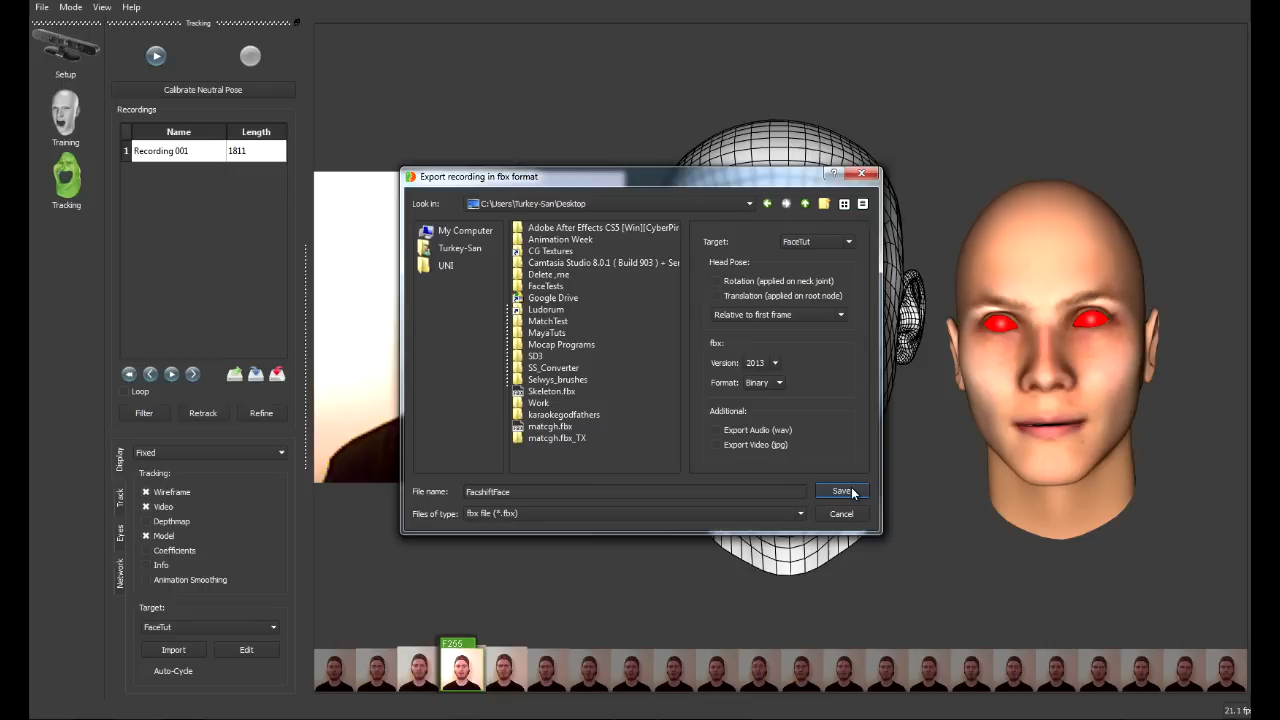 File Mode View Help
Tracking
Setup
Training
Tracking
Calibrate Neutral Pose
Recordings
Name Length
1 Recording 001 1811
Loop
Filter Retrack Refine
Display
Track
Eyes
Network
Fixed
Tracking:
Wireframe
Video
Depthmap
Model
Coefficients
Info
Animation Smoothing
Target:
FaceTut
Import Edit
Auto-Cycle
Export recording in fbx format
Look in: C:\Users\Turkey-San\Desktop
My Computer
Turkey-San
UNI
Adobe After Effects CS5 [Win][CyberPir
Animation Week
CG Textures
Camtasia Studio 8.0.1 ( Build 903 ) + Ser
Delete_me
FaceTests
Google Drive
Ludorum
MatchTest
MayaTuts
Mocap Programs
SD3
SS_Converter
Selwys_brushes
Skeleton.fbx
Work
karaokegodfathers
matcgh.fbx
matcgh.fbx_TX
Target: FaceTut
Head Pose:
Rotation (applied on neck joint)
Translation (applied on root node)
Relative to first frame
fbx:
Version: 2013
Format: Binary
Additional:
Export Audio (wav)
Export Video (jpg)
File name: FacshiftFace
Save
Files of type: fbx file (*.fbx)
Cancel
F255
21.1 fp